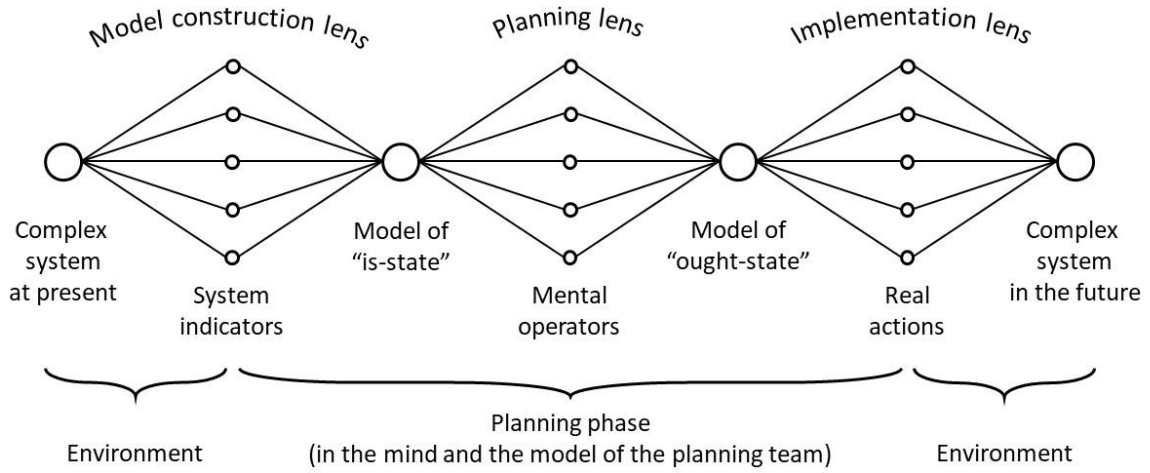 Model construction lens
Planning lens
Implementation lens
Complex
system
at present
System
indicators
Model of
“is-state”
Mental
operators
Model of
“ought-state”
Real
actions
Complex
system
in the future
Environment
Planning phase
(in the mind and the model of the planning team)
Environment